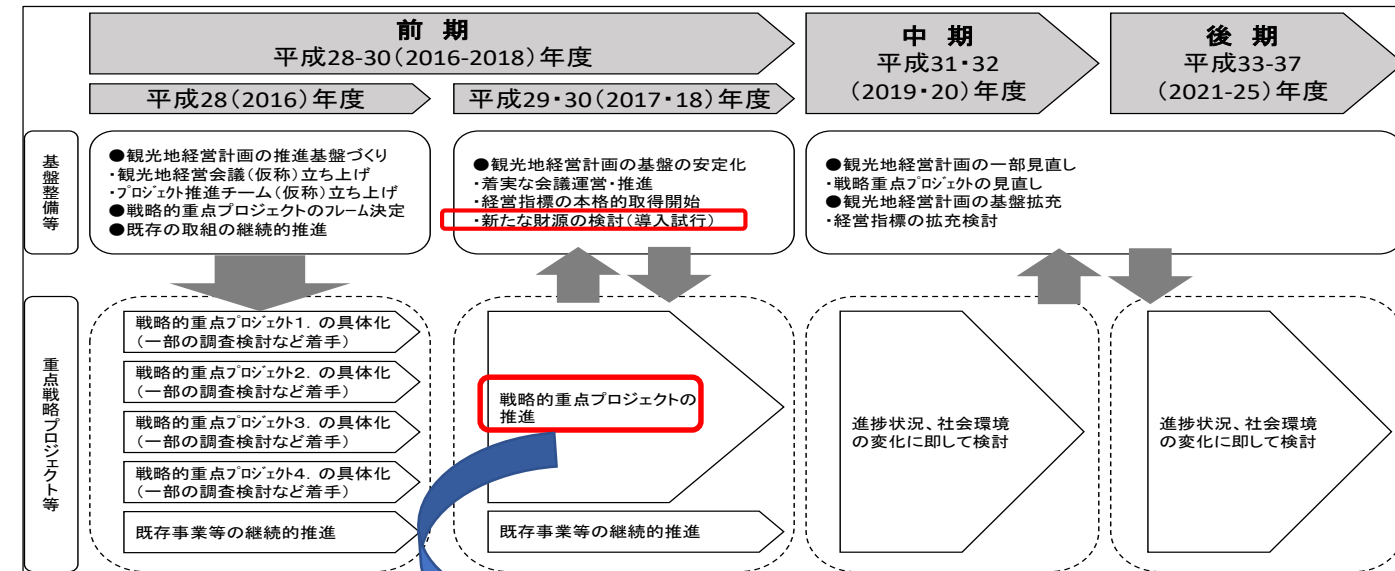 前　期
平成28-30（2016-2018）年度
中　期
平成31・32
（2019・20）年度
後　期
平成33-37
（2021-25）年度
平成28（2016）年度
平成29・30（2017・18）年度
基盤整備等
●観光地経営計画の推進基盤づくり
・観光地経営会議（仮称）立ち上げ
・プロジェクト推進チーム（仮称）立ち上げ
●戦略的重点プロジェクトのフレーム決定
●既存の取組の継続的推進
●観光地経営計画の基盤の安定化
・着実な会議運営・推進
・経営指標の本格的取得開始
・新たな財源の検討（導入試行）
●観光地経営計画の一部見直し
・戦略重点プロジェクトの見直し
●観光地経営計画の基盤拡充
・経営指標の拡充検討
重点戦略プロジェクト等
戦略的重点プロジェクト1．の具体化
（一部の調査検討など着手）
戦略的重点プロジェクト2．の具体化
（一部の調査検討など着手）
戦略的重点プロジェクト3．の具体化
（一部の調査検討など着手）
戦略的重点プロジェクト4．の具体化
（一部の調査検討など着手）
既存事業等の継続的推進
戦略的重点プロジェクトの
推進
既存事業等の継続的推進
進捗状況、社会環境
の変化に即して検討
進捗状況、社会環境
の変化に即して検討